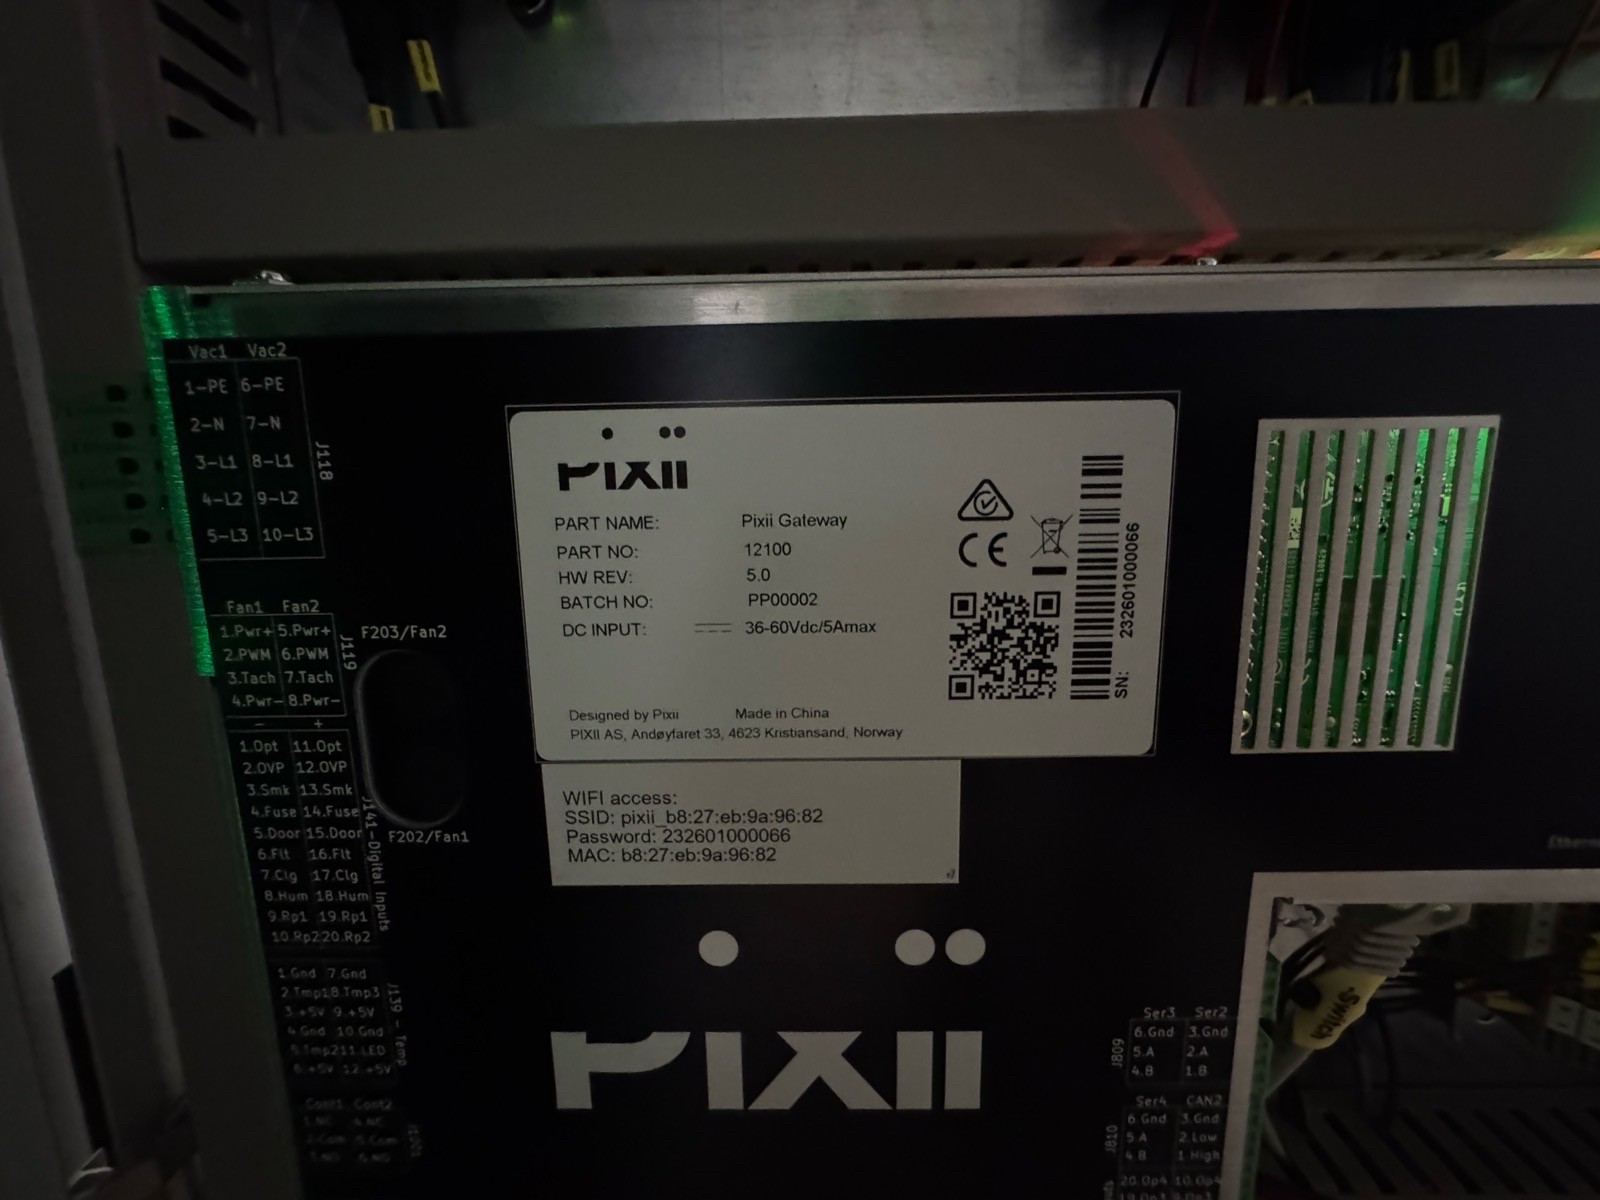 Vac1 Vac2
1-PE 6-PE
2-N 7-N
3-L1 8-L1
4-L2 9-L2
5-L3 10-L3
J118
Fan1 Fan2
1.Pwr+ 5.Pwr+
2.PWM 6.PWM
3.Tach 7.Tach
4.Pwr- 8.Pwr-
J119
F203/Fan2
F202/Fan1
- +
1.Opt 11.Opt
2.OVP 12.OVP
3.Smk 13.Smk
4.Fuse 14.Fuse
5.Door 15.Door
6.Flt 16.Flt
7.Clg 17.Clg
8.Hum 18.Hum
9.Rp1 19.Rp1
10.Rp2 20.Rp2
J141-Digital Inputs
1.Gnd 7.Gnd
2.Tmp1 8.Tmp3
3.+5V 9.+5V
4.Gnd 10.Gnd
5.Tmp2 11.LED
6.+5V 12.+5V
J139 - Temp
Cont1 Cont2
PIXII
PART NAME: Pixii Gateway
PART NO: 12100
HW REV: 5.0
BATCH NO: PP00002
DC INPUT: 36-60Vdc/5Amax
Designed by Pixii Made in China
PIXII AS, Andøyfaret 33, 4623 Kristiansand, Norway
CE
SN: 232601000066
WIFI access:
SSID: pixii_b8:27:eb:9a:96:82
Password: 232601000066
MAC: b8:27:eb:9a:96:82
PIXII
Switch
Ser3 Ser2
6.Gnd 3.Gnd
5.A 2.A
4.B 1.B
J809
Ser4 CAN2
6.Gnd 3.Gnd
5.A 2.Low
4.B 1.High
J810
20.Op4 10.Op4